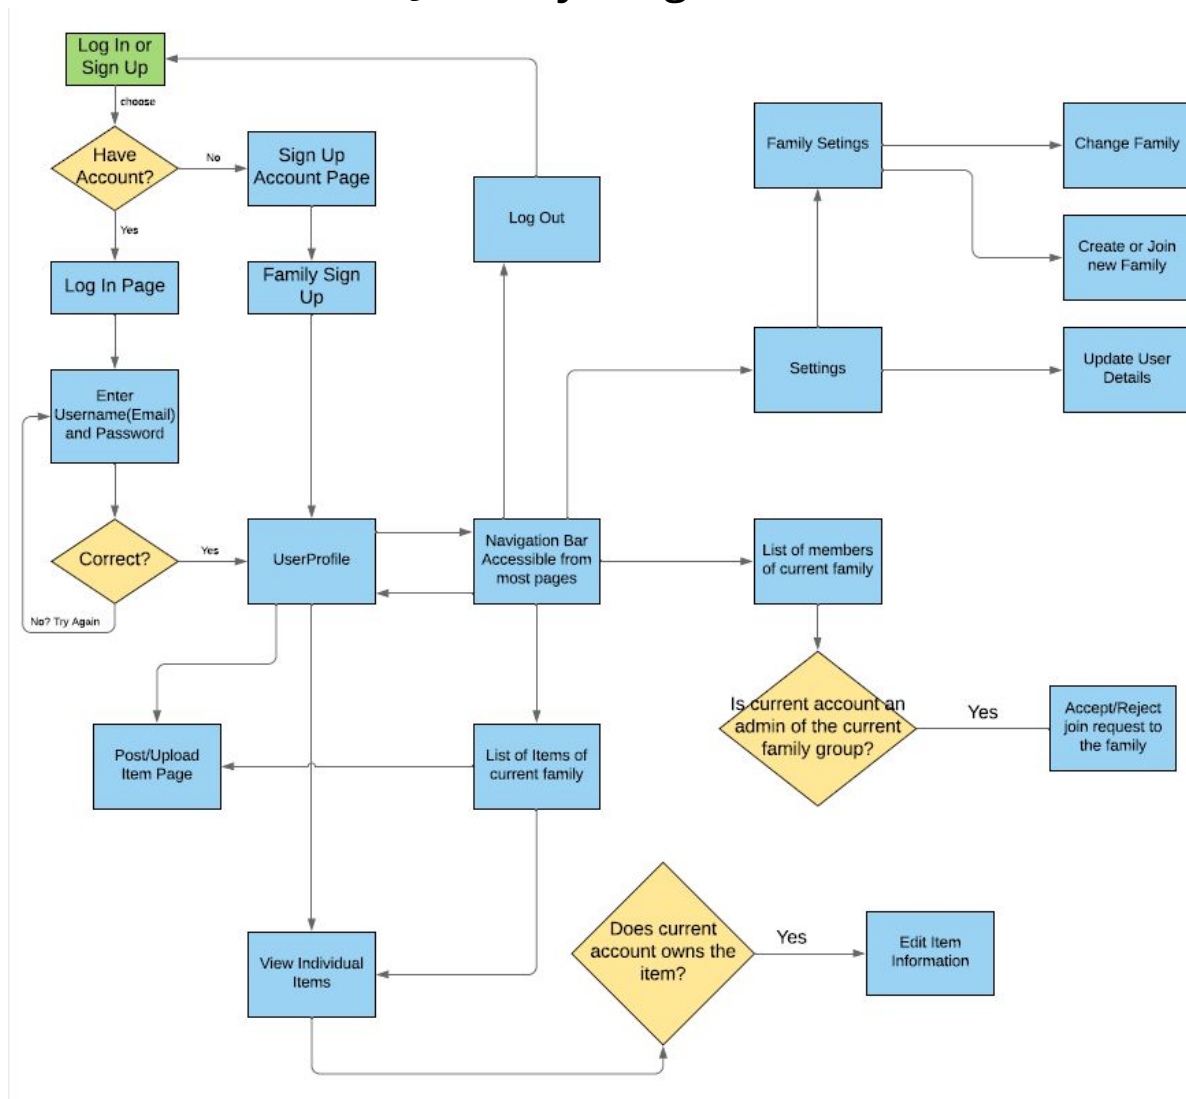 Log In or
Sign Up
choose
Have
Account?
No
Sign Up
Account Page
Yes
Log In Page
Family Sign
Up
Log Out
Family Setings
Change Family
Create or Join
new Family
Settings
Update User
Details
Enter
Username(Email)
and Password
Correct?
Yes
No? Try Again
UserProfile
Navigation Bar
Accessible from
most pages
List of members
of current family
Is current account an
admin of the current
family group?
Yes
Accept/Reject
join request to
the family
Post/Upload
Item Page
List of Items of
current family
View Individual
Items
Does current
account owns the
item?
Yes
Edit Item
Information